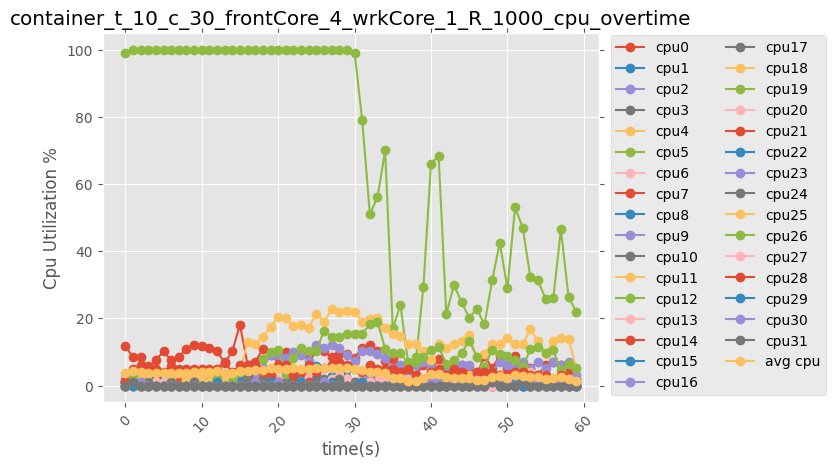 container_t_10_c_30_frontCore_4_wrkCore_1_R_1000_cpu_overtime
Cpu Utilization %
100
80
60
40
20
0
0
10
20
30
40
50
60
time(s)
cpu0
cpu1
cpu2
cpu3
cpu4
cpu5
cpu6
cpu7
cpu8
cpu9
cpu10
cpu11
cpu12
cpu13
cpu14
cpu15
cpu16
cpu17
cpu18
cpu19
cpu20
cpu21
cpu22
cpu23
cpu24
cpu25
cpu26
cpu27
cpu28
cpu29
cpu30
cpu31
avg cpu